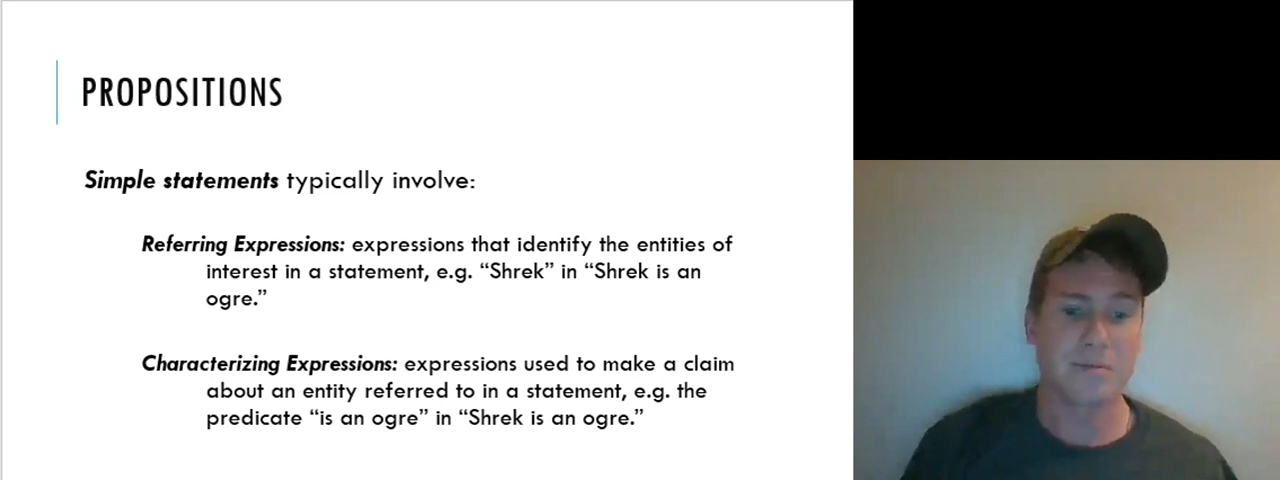 PROPOSITIONS
Simple statements typically involve:
Referring Expressions: expressions that identify the entities of
interest in a statement, e.g. “Shrek” in “Shrek is an
ogre.”
Characterizing Expressions: expressions used to make a claim
about an entity referred to in a statement, e.g. the
predicate “is an ogre” in “Shrek is an ogre.”